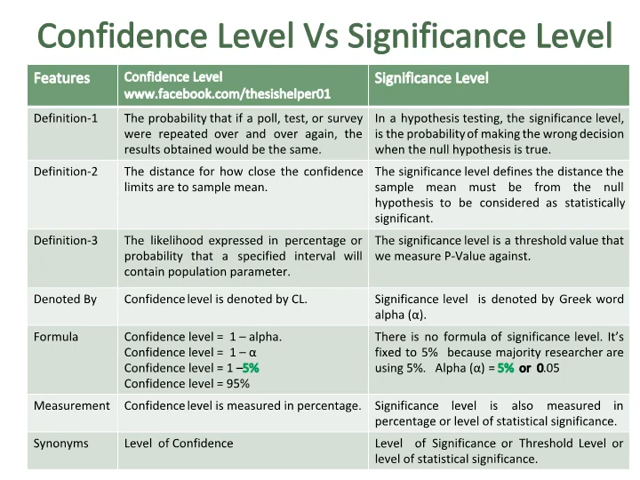 Confidence Level Vs Significance Level
Features
Confidence Level
www.facebook.com/thesishelper01
Significance Level
Definition-1
The probability that if a poll, test, or survey
were repeated over and over again, the
results obtained would be the same.
In a hypothesis testing, the significance level,
is the probability of making the wrong decision
when the null hypothesis is true.
Definition-2
The distance for how close the confidence
limits are to sample mean.
The significance level defines the distance the
sample mean must be from the null
hypothesis to be considered as statistically
significant.
Definition-3
The likelihood expressed in percentage or
probability that a specified interval will
contain population parameter.
The significance level is a threshold value that
we measure P-Value against.
Denoted By
Confidence level is denoted by CL.
Significance level is denoted by Greek word
alpha (α).
Formula
Confidence level = 1 – alpha.
Confidence level = 1 – α
Confidence level = 1 –5%
Confidence level = 95%
There is no formula of significance level. It's
fixed to 5% because majority researcher are
using 5%. Alpha (α) = 5% or 0.05
Measurement
Confidence level is measured in percentage.
Significance level is also measured in
percentage or level of statistical significance.
Synonyms
Level of Confidence
Level of Significance or Threshold Level or
level of statistical significance.